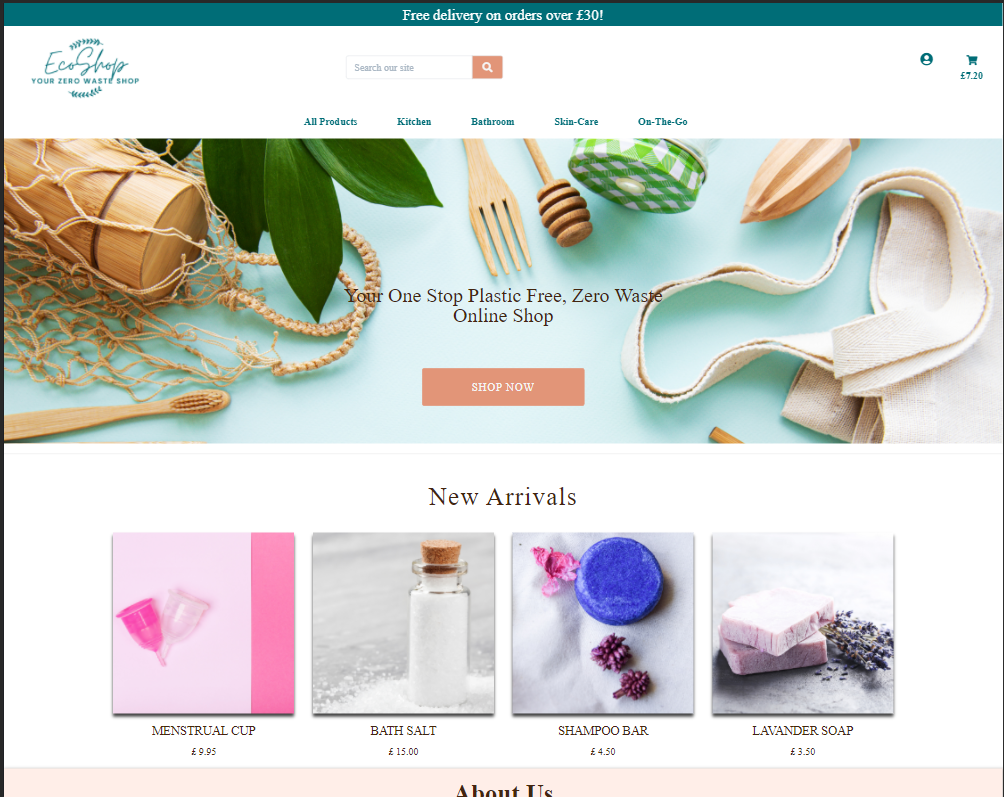 Free delivery on orders over £30!
EcoShop
YOUR ZERO WASTE SHOP
Search our site
£7.20
All Products Kitchen Bathroom Skin-Care On-The-Go
Your One Stop Plastic Free, Zero Waste
Online Shop
SHOP NOW
New Arrivals
MENSTRUAL CUP BATH SALT SHAMPOO BAR LAVANDER SOAP
£ 9.95 £ 15.00 £ 4.50 £ 3.50
About Us